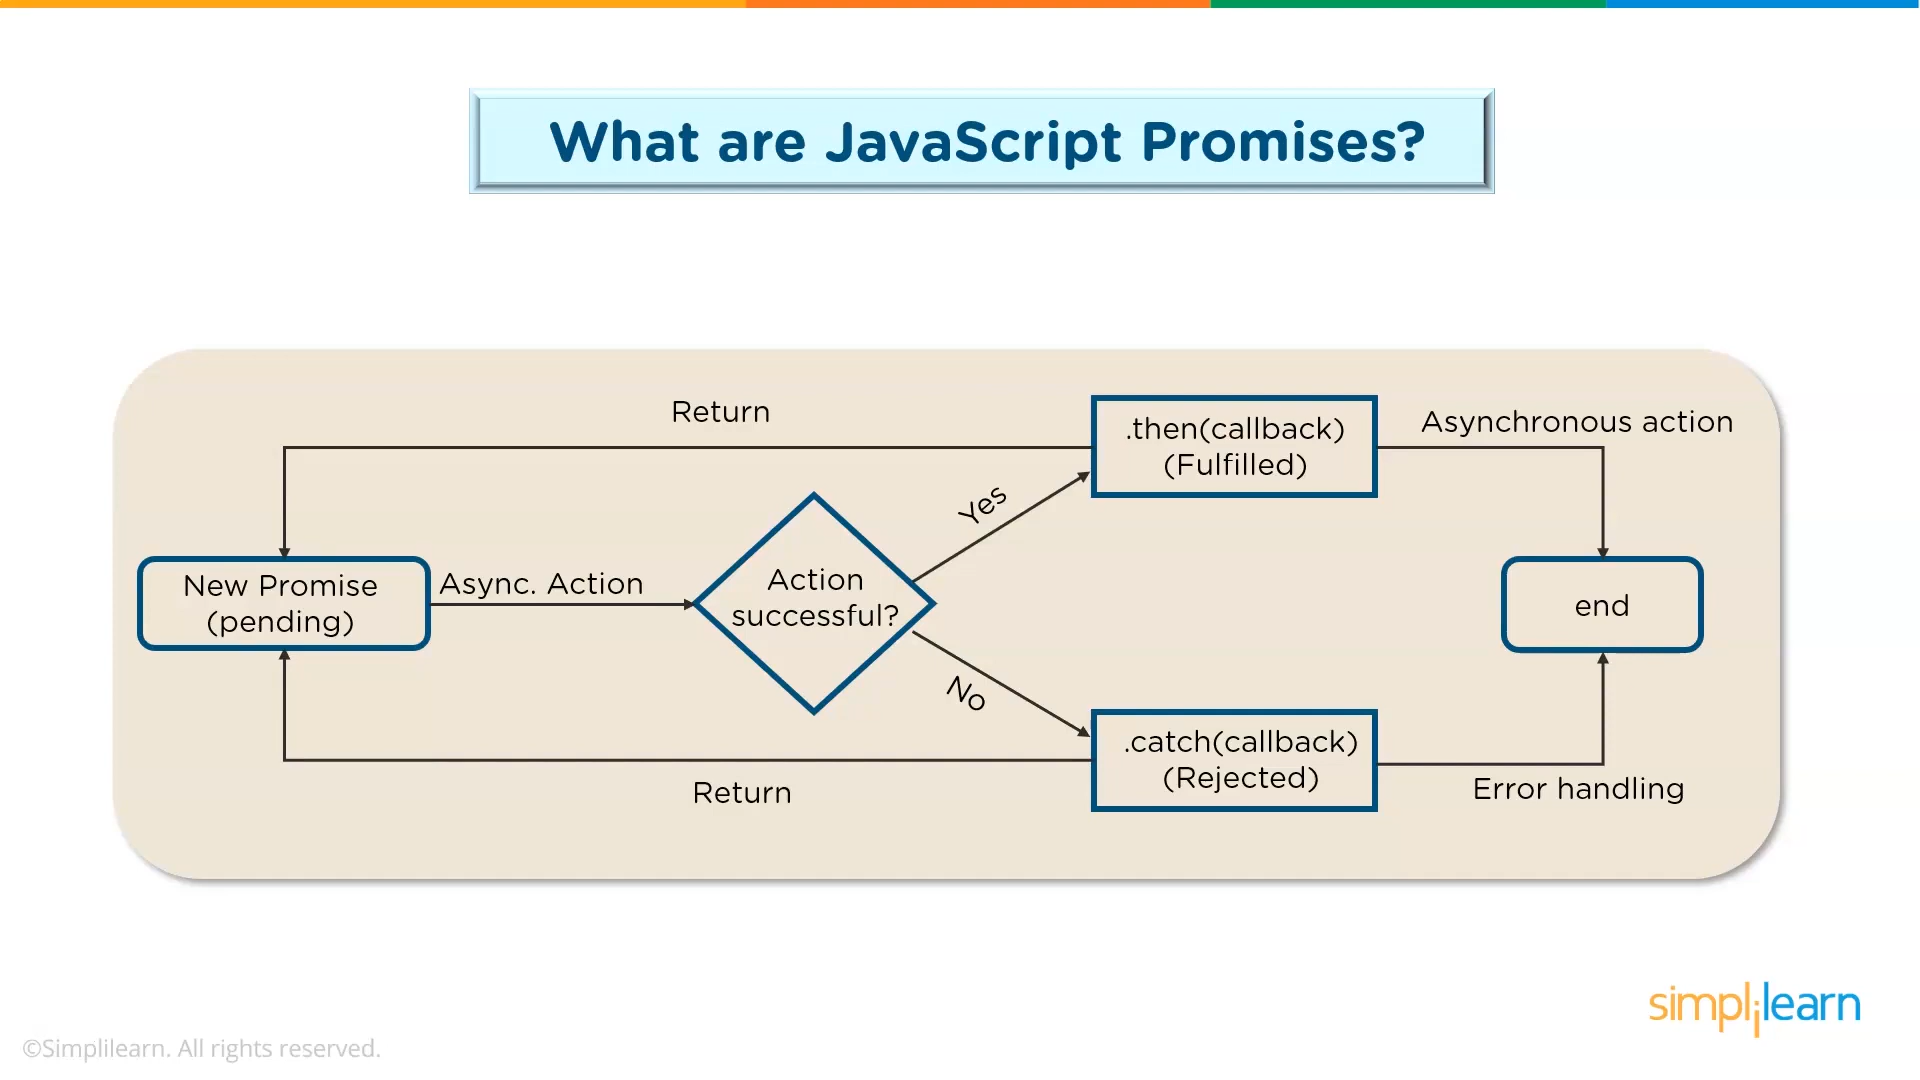 What are JavaScript Promises?
Return
.then(callback)
(Fulfilled)
Asynchronous action
Yes
New Promise
(pending)
Async. Action
Action
successful?
end
No
.catch(callback)
(Rejected)
Return
Error handling
simplilearn
©Simplilearn. All rights reserved.